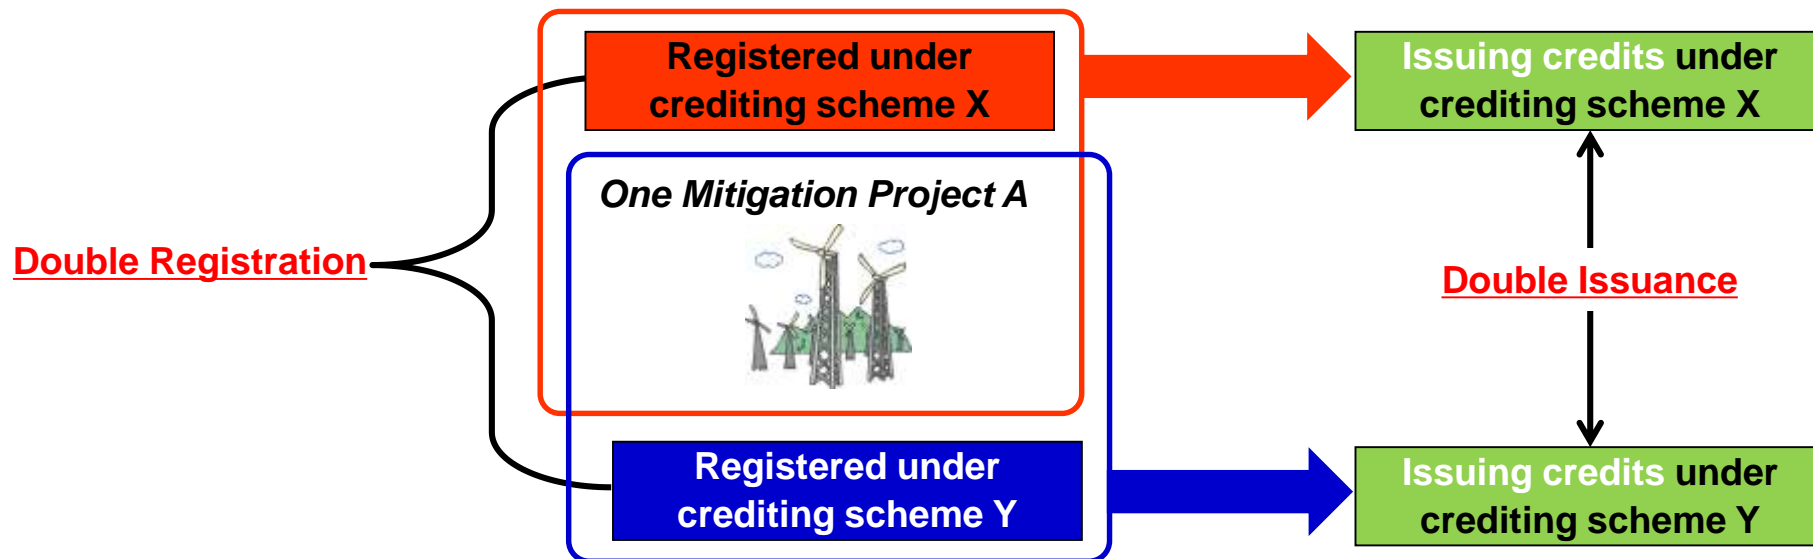 Registered under
crediting scheme X
Issuing credits under
crediting scheme X
One Mitigation Project A
Double Registration
Double Issuance
Registered under
crediting scheme Y
Issuing credits under
crediting scheme Y